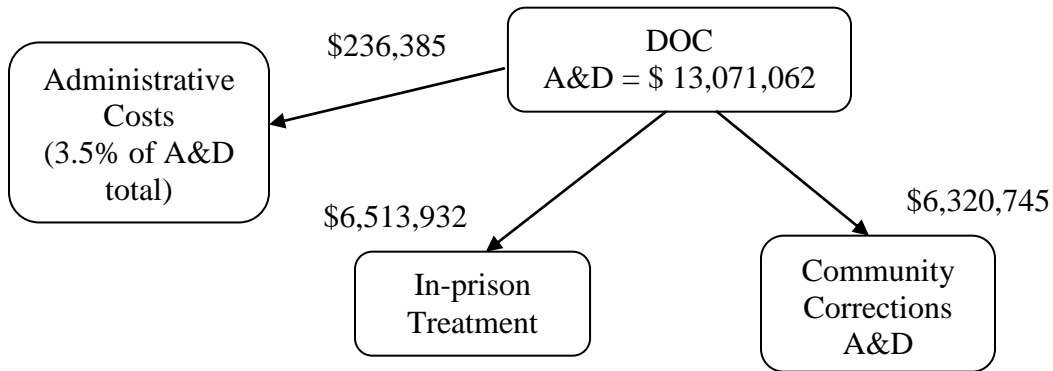 $236,385
DOC
A&D = $ 13,071,062
Administrative
Costs
(3.5% of A&D
total)
$6,513,932
$6,320,745
In-prison
Treatment
Community
Corrections
A&D